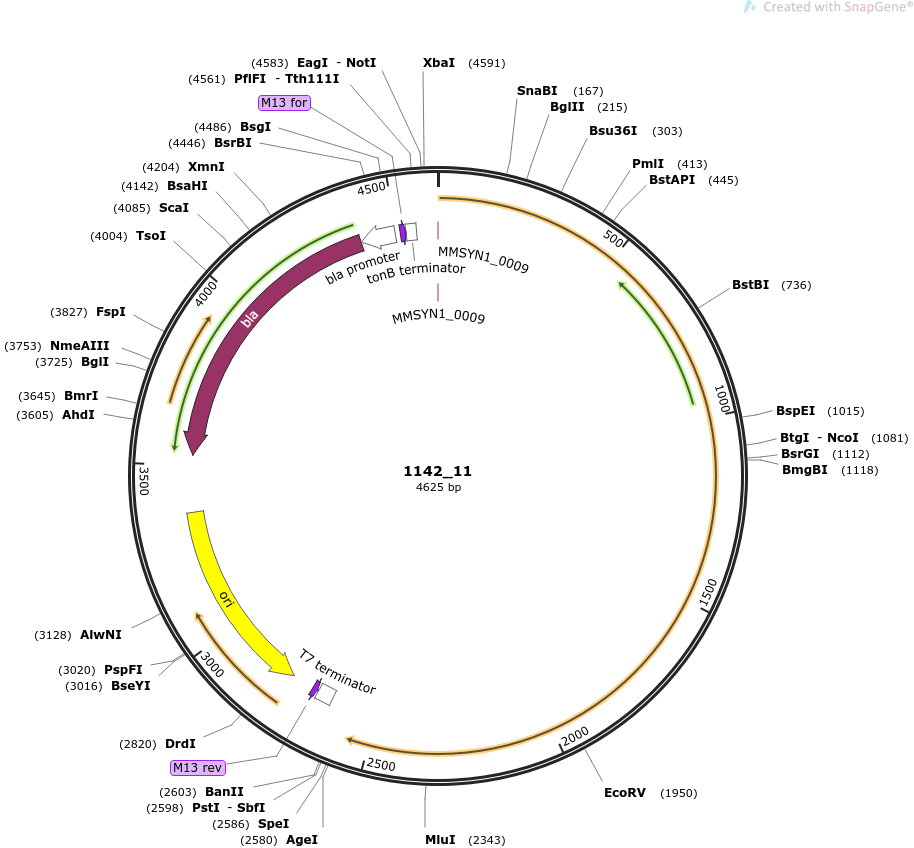 Created with SnapGene®
(4583) EagI - NotI
XbaI (4591)
(4561) PflFI - Tth111I
SnaBI (167)
M13 for
BglII (215)
(4486) BsgI
Bsu36I (303)
(4446) BsrBI
(4204) XmnI
PmlI (413)
(4142) BsaHI
BstAPI (445)
(4085) ScaI
(4004) TsoI
4500
500
bla promoter
tonB terminator
MMSYN1_0009
BstBI (736)
4000
(3827) FspI
bla
MMSYN1_0009
(3753) NmeAIII
(3725) BglI
(3645) BmrI
1000
(3605) AhdI
BspEI (1015)
BtgI - NcoI (1081)
BsrGI (1112)
BmgBI (1118)
1142_11
4625 bp
3500
1500
ori
(3128) AlwNI
T7 terminator
3000
(3020) PspFI
(3016) BseYI
(2820) DrdI
2000
M13 rev
2500
(2603) BanII
EcoRV (1950)
(2598) PstI - SbfI
(2586) SpeI
(2580) AgeI
MluI (2343)